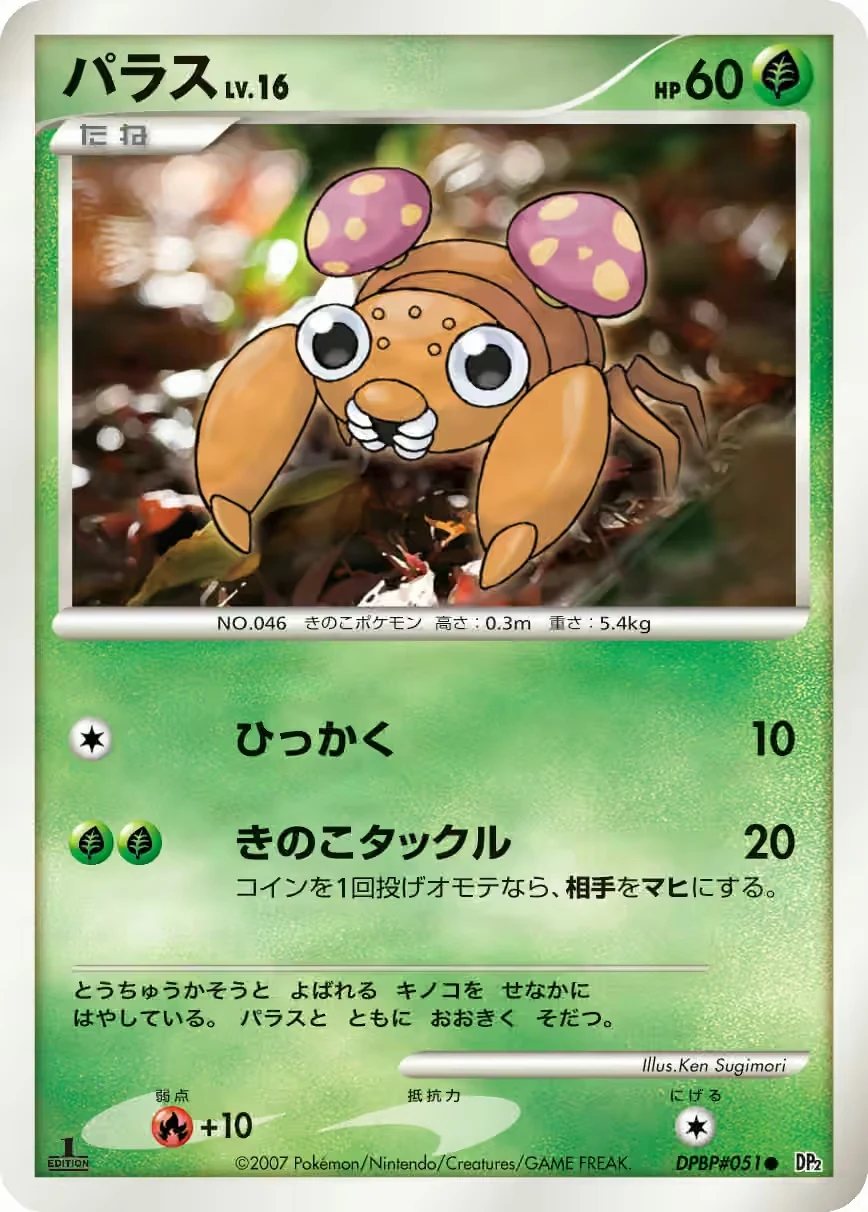 パラス LV.16 HP 60
たね
NO.046 きのこポケモン 高さ:0.3m 重さ:5.4kg
ひっかく 10
きのこタックル 20
コインを1回投げオモテなら、相手をマヒにする。
とうちゅうかそうと よばれる キノコを せなかに
はやしている。 パラスと ともに おおきく そだつ。
Illus.Ken Sugimori
弱点 抵抗力 にげる
+10
1 EDITION ©2007 Pokémon/Nintendo/Creatures/GAME FREAK. DPBP#051● DP2